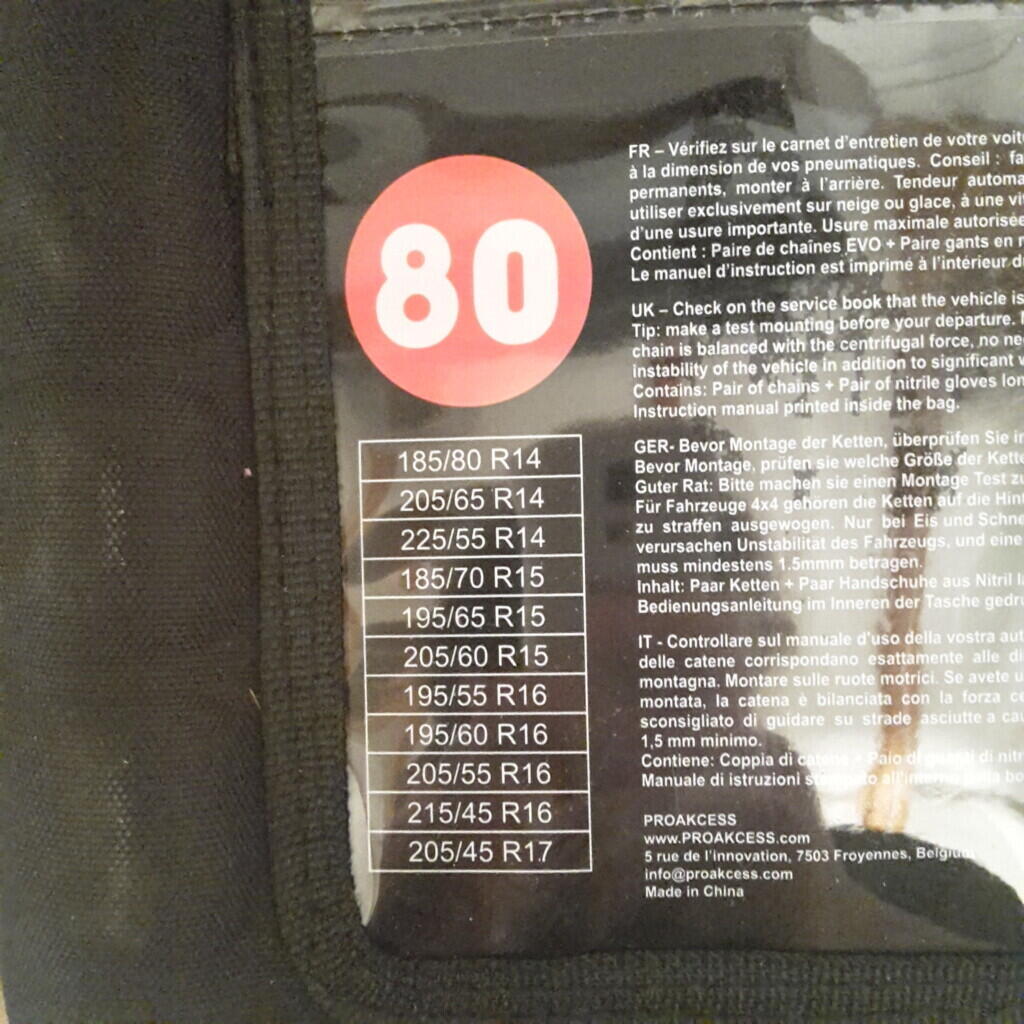 80
185/80 R14
205/65 R14
225/55 R14
185/70 R15
195/65 R15
205/60 R15
195/55 R16
195/60 R16
205/55 R16
215/45 R16
205/45 R17
FR – Vérifiez sur le carnet d'entretien de votre
à la dimension de vos pneumatiques. Conseil :
permanents, monter à l'arrière. Tendeur
utiliser exclusivement sur neige ou glace, à une
d'une usure importante. Usure maximale
Contient : Paire de chaînes EVO + Paire gants en
Le manuel d'instruction est imprimé à l'intérieur
UK – Check on the service book that the vehicle is
Tip: make a test mounting before your departure.
chain is balanced with the centrifugal force, no
instability of the vehicle in addition to significant
Contains: Pair of chains + Pair of nitrile gloves
Instruction manual printed inside the bag.
GER- Bevor Montage der Ketten, überprüfen Sie
Bevor Montage, prüfen sie welche Größe der
Guter Rat: Bitte machen sie einen Montage Test
Für Fahrzeuge 4x4 gehören die Ketten auf die
zu straffen ausgewogen. Nur bei Eis und
verursachen Unstabilität des Fahrzeugs, und eine
muss mindestens 1.5mmm betragen.
Inhalt: Paar Ketten + Paar Handschuhe aus Nitril
Bedienungsanleitung im Inneren der Tasche
IT - Controllare sul manuale d'uso della vostra
delle catene corrispondano esattamente alle
montagna. Montare sulle ruote motrici. Se avete
montata, la catena è bilanciata con la forza
sconsigliato di guidare su strade asciutte a
1,5 mm minimo.
Contiene: Coppia di catene + Paio di guanti di
Manuale di istruzioni stampato all'interno della
PROAKCESS
www.PROAKCESS.com
5 rue de l'innovation, 7503 Froyennes, Belgium
info@proakcess.com
Made in China